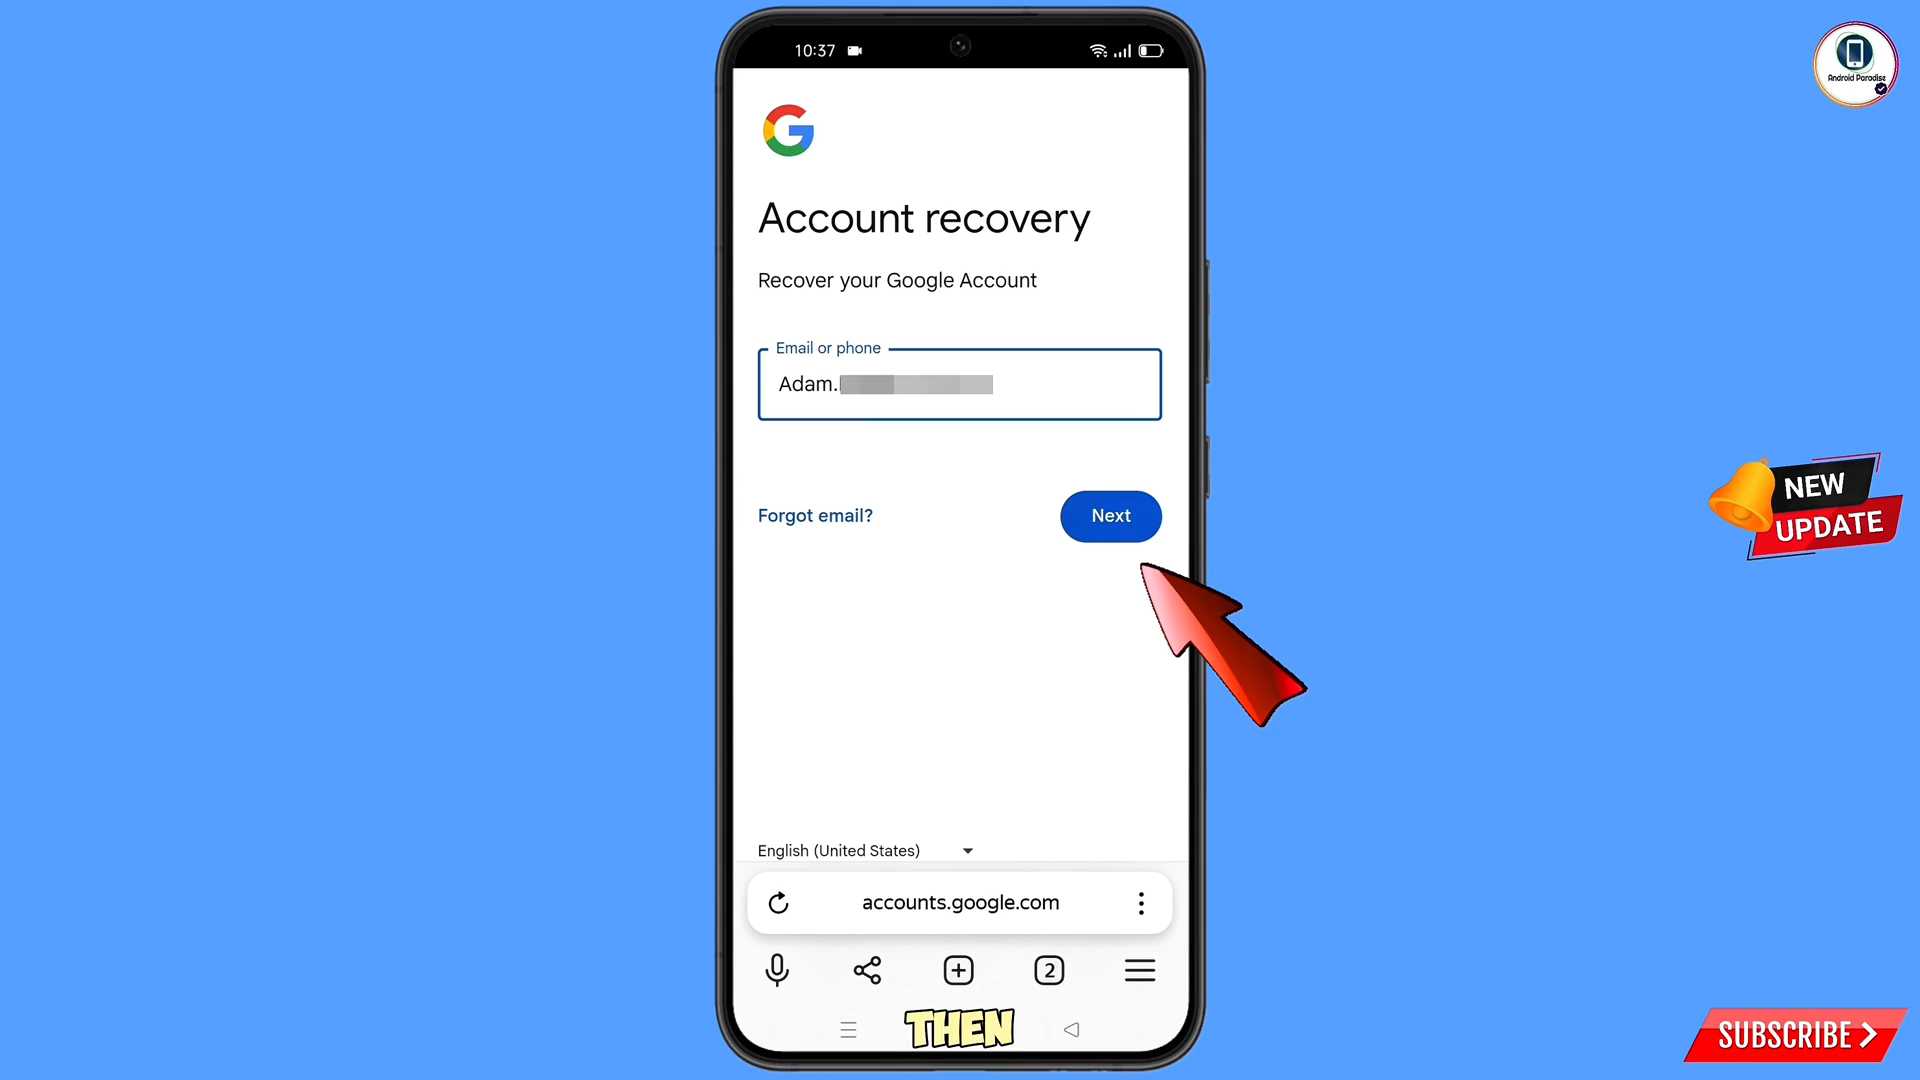 10:37
Android Paradise
Account recovery
Recover your Google Account
Email or phone
Adam.
Forgot email?
Next
NEW
UPDATE
English (United States)
accounts.google.com
2
THEN
SUBSCRIBE